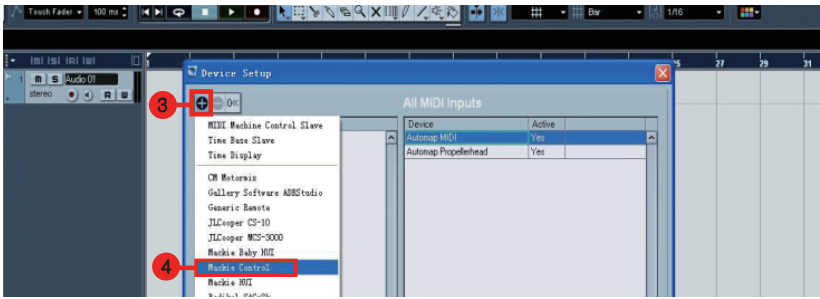 Touch Fader 100 ms Bar 1/16
25 27 29 31
1 m S Audio 01
stereo R W
Device Setup
3
All MIDI Inputs
MIDI Machine Control Slave
Time Base Slave
Time Display
CM Motormix
Gallery Software ADRStudio
Generic Remote
JLCooper CS-10
JLCooper MCS-3000
Mackie Baby HUI
4 Mackie Control
Mackie HUI
Device Active
Automap MIDI Yes
Automap Propellerhead Yes